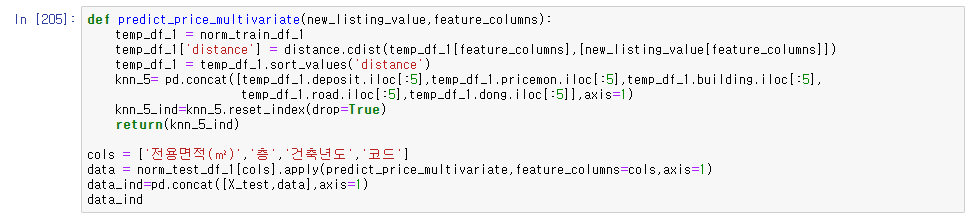 In [205]: def predict_price_multivariate(new_listing_value,feature_columns):
    temp_df_1 = norm_train_df_1
    temp_df_1['distance'] = distance.cdist(temp_df_1[feature_columns],[new_listing_value[feature_columns]])
    temp_df_1 = temp_df_1.sort_values('distance')
    knn_5= pd.concat([temp_df_1.deposit.iloc[:5],temp_df_1.pricemon.iloc[:5],temp_df_1.building.iloc[:5],
                      temp_df_1.road.iloc[:5],temp_df_1.dong.iloc[:5]],axis=1)
    knn_5_ind=knn_5.reset_index(drop=True)
    return(knn_5_ind)
cols = ['전용면적(㎡)','층','건축년도','코드']
data = norm_test_df_1[cols].apply(predict_price_multivariate,feature_columns=cols,axis=1)
data_ind=pd.concat([X_test,data],axis=1)
data_ind